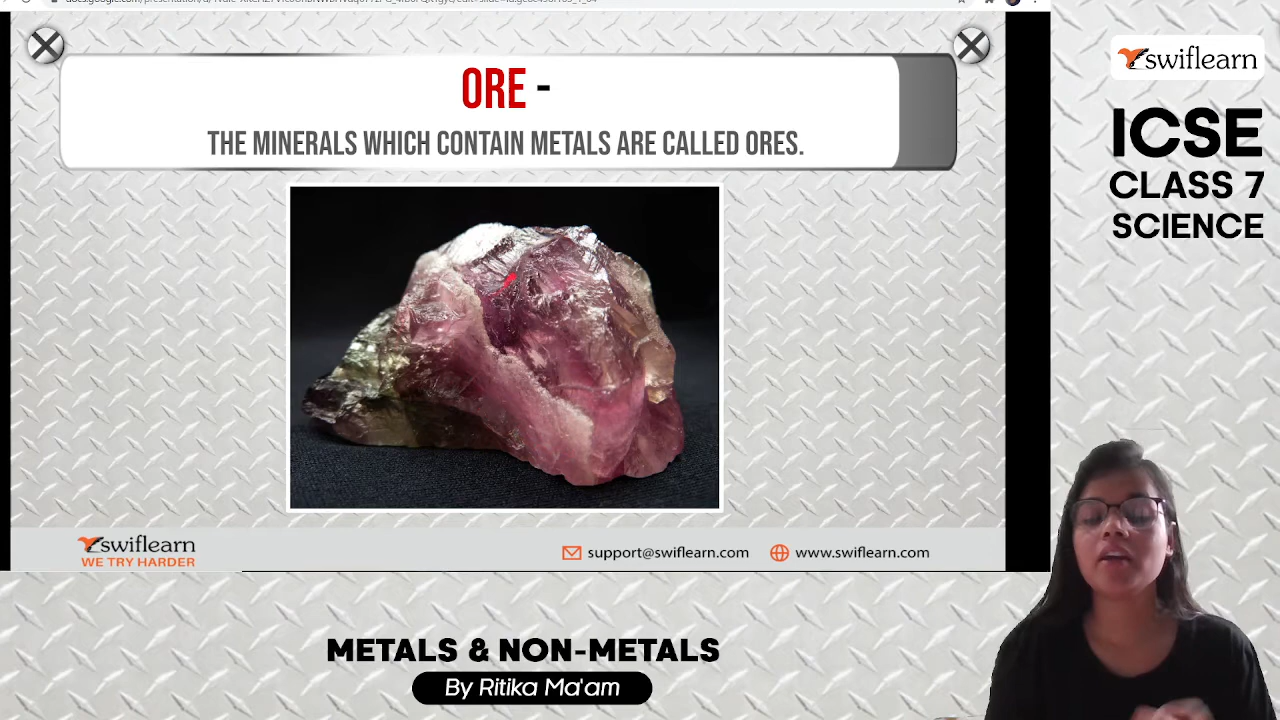 ORE -
THE MINERALS WHICH CONTAIN METALS ARE CALLED ORES.
swiflearn
ICSE
CLASS 7
SCIENCE
swiflearn
WE TRY HARDER
support@swiflearn.com
www.swiflearn.com
METALS & NON-METALS
By Ritika Ma'am